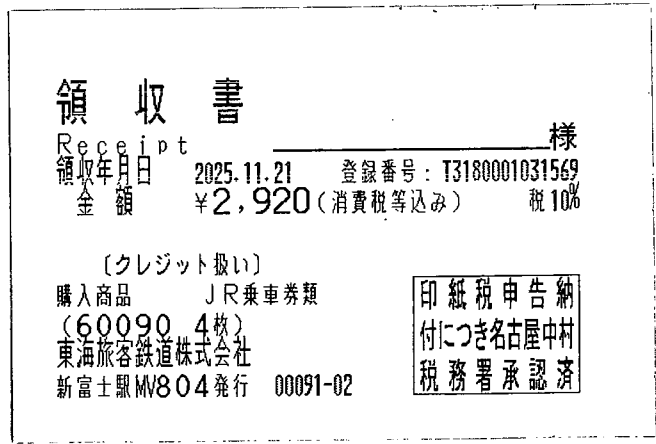 領収書
Receipt
様
領収年月日 2025.11.21 登録番号：T3180001031569
金額 ¥2,920（消費税等込み） 税10%
〔クレジット扱い〕
購入商品 JR乗車券類
（60090 4枚）
東海旅客鉄道株式会社
新富士駅MV804発行 00091-02
印紙税申告納
付につき名古屋中村
税務署承認済